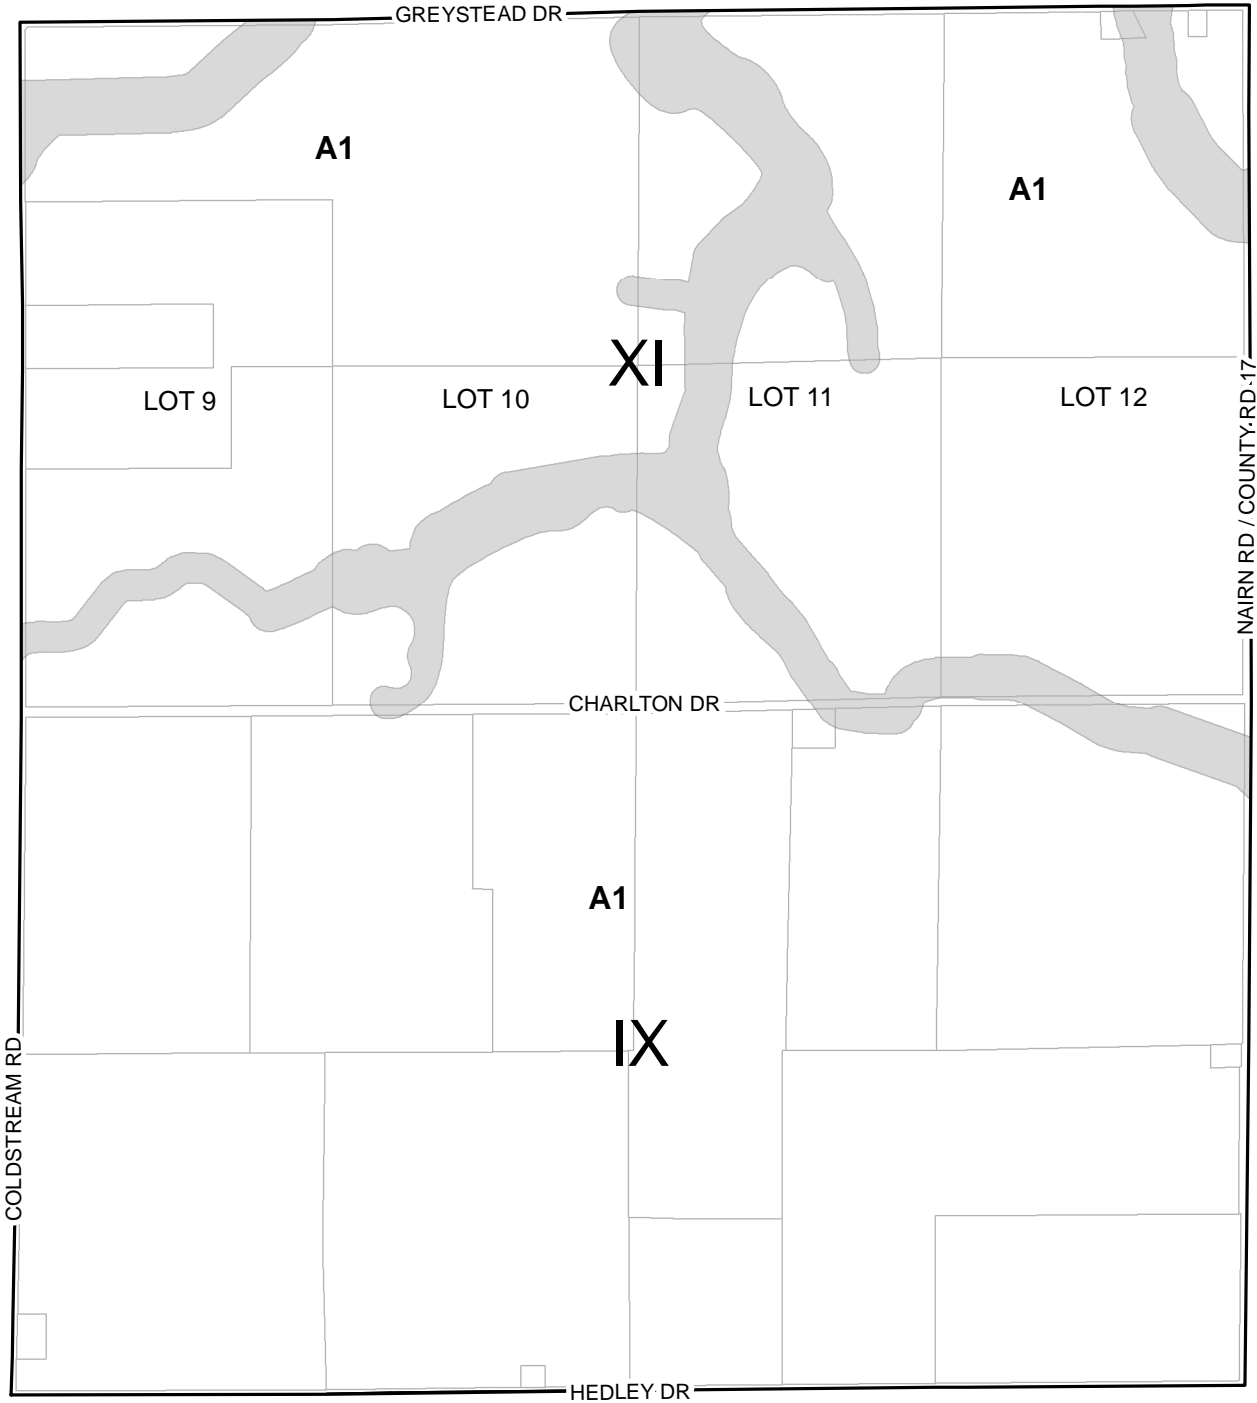 GREYSTEAD DR
A1
A1
XI
LOT 9
LOT 10
LOT 11
LOT 12
NAIRN RD / COUNTY RD 17
CHARLTON DR
A1
IX
COLDSTREAM RD
HEDLEY DR